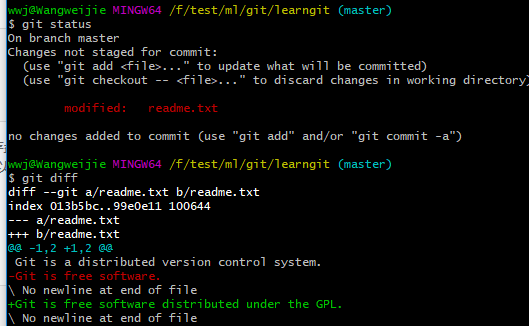 wwj@Wangweijie MINGW64 /f/test/ml/git/learngit (master)
$ git status
On branch master
Changes not staged for commit:
  (use "git add <file>..." to update what will be committed)
  (use "git checkout -- <file>..." to discard changes in working directory)

        modified:   readme.txt

no changes added to commit (use "git add" and/or "git commit -a")

wwj@Wangweijie MINGW64 /f/test/ml/git/learngit (master)
$ git diff
diff --git a/readme.txt b/readme.txt
index 013b5bc..99e0e11 100644
--- a/readme.txt
+++ b/readme.txt
@@ -1,2 +1,2 @@
 Git is a distributed version control system.
-Git is free software.
\ No newline at end of file
+Git is free software distributed under the GPL.
\ No newline at end of file